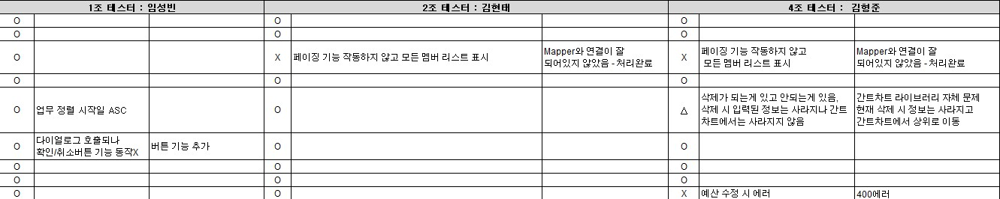 1조 테스터 : 임성빈 2조 테스터 : 김현태 4조 테스터 : 김형준
O O O
O O O
O X 페이징 기능 작동하지 않고 모든 멤버 리스트 표시 Mapper와 연결이 잘 X 페이징 기능 작동하지 않고 Mapper와 연결이 잘
되어있지 않았음 - 처리완료 모든 멤버 리스트 표시 되어있지 않았음 - 처리완료
O O O
삭제가 되는게 있고 안되는게 있음, 간트차트 라이브러리 자체 문제
O 업무 정렬 시작일 ASC O △ 삭제 시 입력된 정보는 사라지나 간트 현재 삭제 시 정보는 사라지고
차트에서는 사라지지 않음 간트차트에서 상위로 이동
O 다이얼로그 호출되나 버튼 기능 추가 O O
확인/취소버튼 기능 동작X
O O O
O O O
O O X 예산 수정 시 에러 400에러